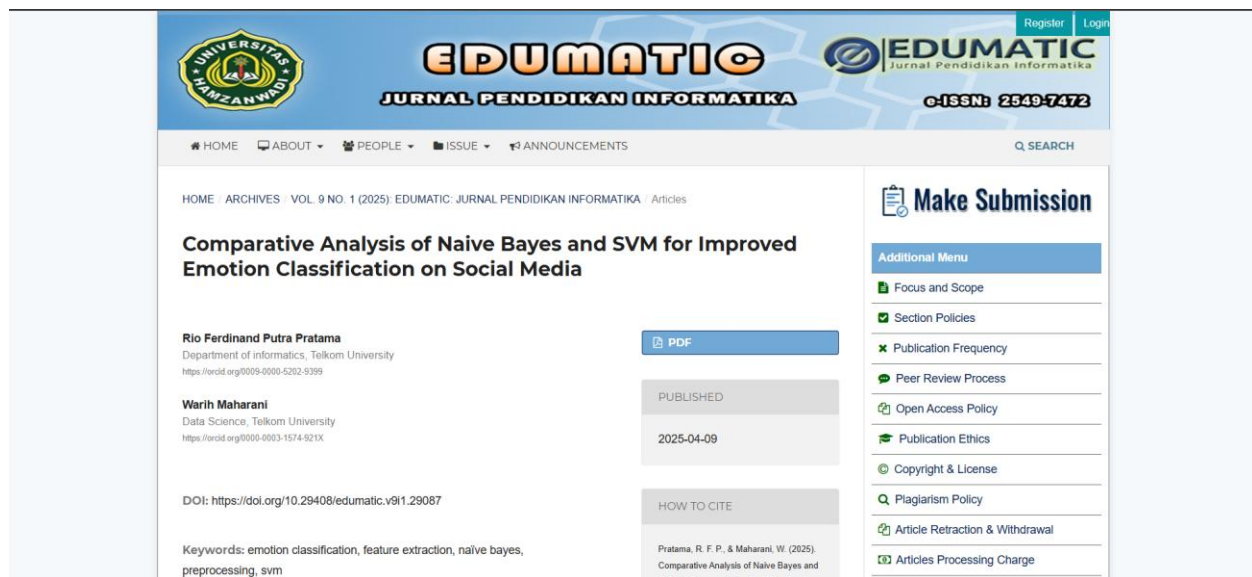 Register Login
UNIVERSITAS
HAMZANWADI
EDUMATIC
JURNAL PENDIDIKAN INFORMATIKA
EDUMATIC
Jurnal Pendidikan Informatika
e-ISSN: 2549-7472
HOME ABOUT PEOPLE ISSUE ANNOUNCEMENTS
SEARCH
HOME / ARCHIVES / VOL. 9 NO. 1 (2025): EDUMATIC: JURNAL PENDIDIKAN INFORMATIKA / Articles
Comparative Analysis of Naive Bayes and SVM for Improved
Emotion Classification on Social Media
Rio Ferdinand Putra Pratama
Department of informatics, Telkom University
https://orcid.org/0009-0000-5202-9399
Warih Maharani
Data Science, Telkom University
https://orcid.org/0000-0003-1574-921X
DOI: https://doi.org/10.29408/edumatic.v9i1.29087
Keywords: emotion classification, feature extraction, naïve bayes,
preprocessing, svm
PDF
PUBLISHED
2025-04-09
HOW TO CITE
Pratama, R. F. P., & Maharani, W. (2025).
Comparative Analysis of Naive Bayes and
Make Submission
Additional Menu
Focus and Scope
Section Policies
Publication Frequency
Peer Review Process
Open Access Policy
Publication Ethics
Copyright & License
Plagiarism Policy
Article Retraction & Withdrawal
Articles Processing Charge